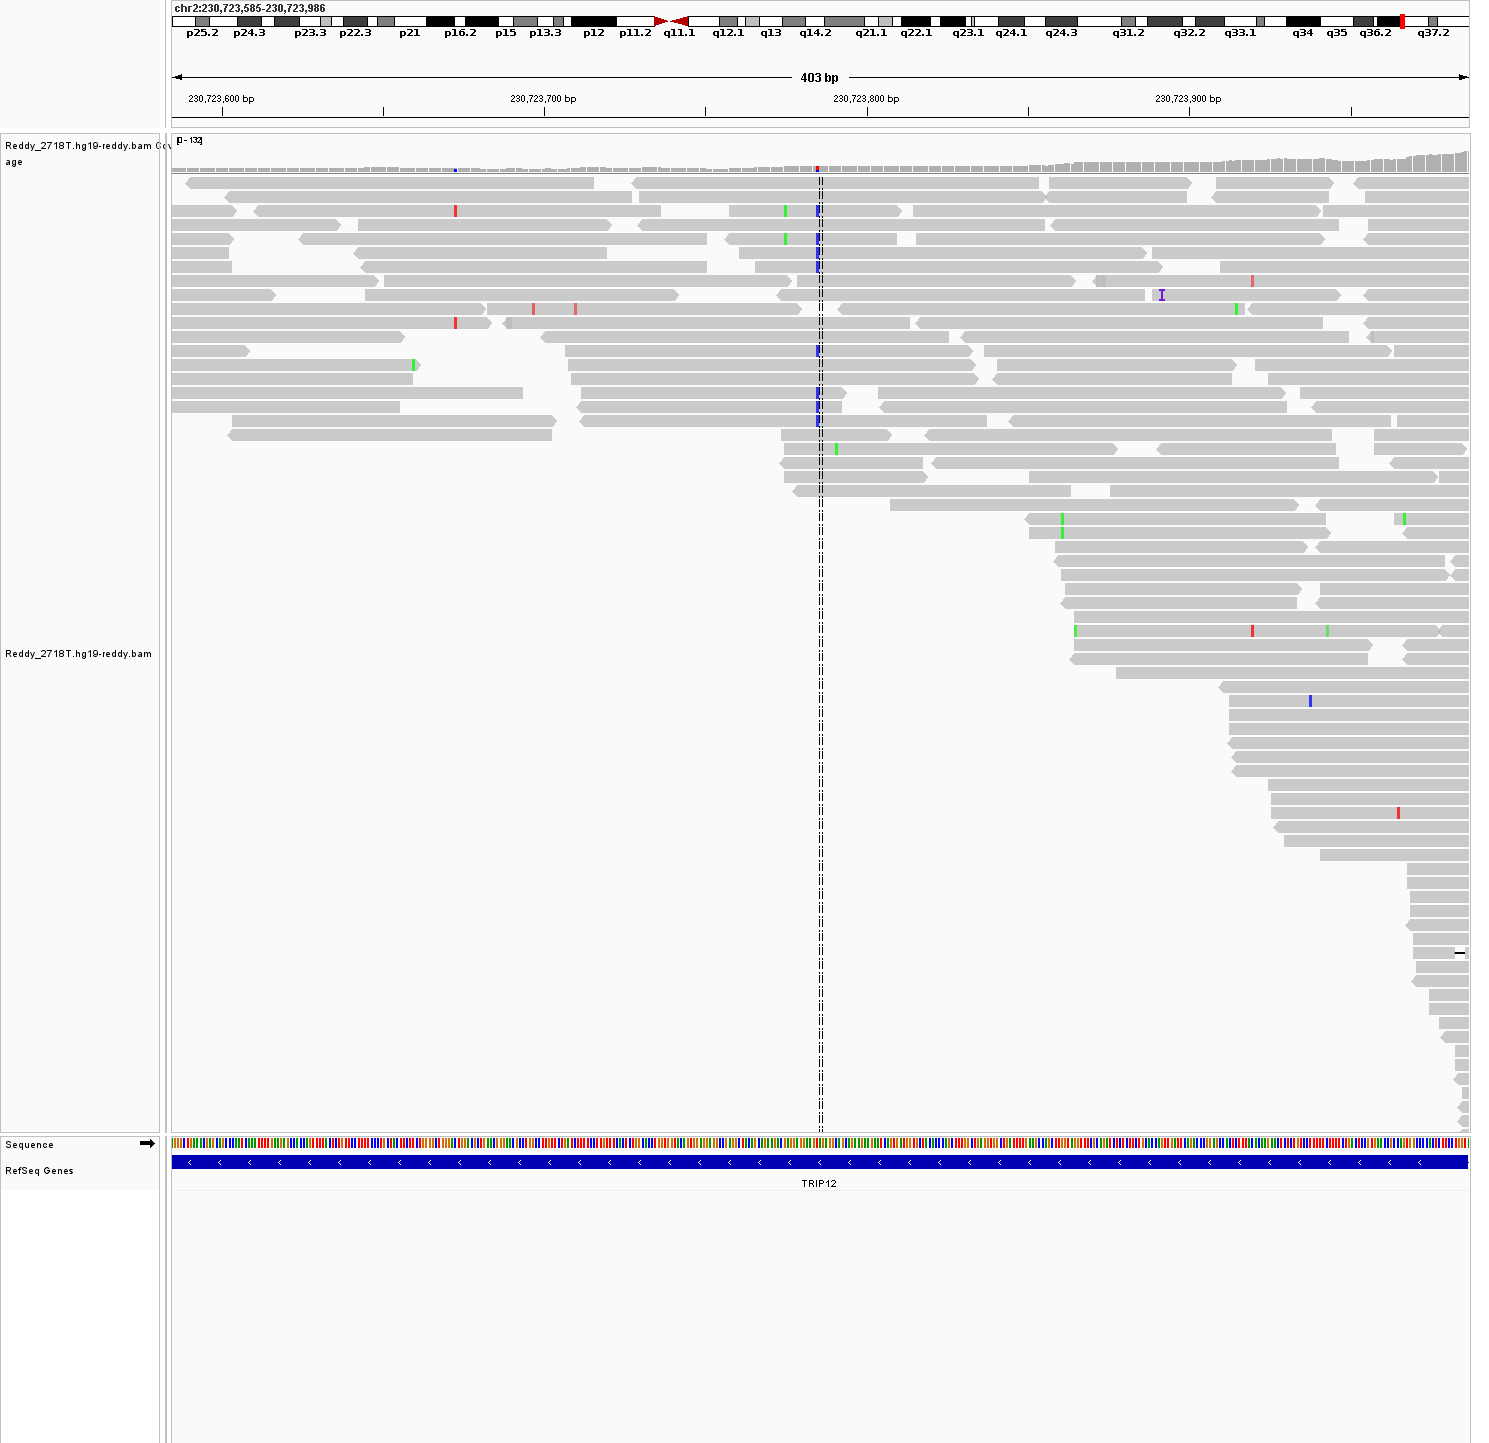 chr2:230,723,585-230,723,986
p25.2 p24.3 p23.3 p22.3 p21 p16.2 p15 p13.3 p12 p11.2 q11.1 q12.1 q13 q14.2 q21.1 q22.1 q23.1 q24.1 q24.3 q31.2 q32.2 q33.1 q34 q35 q36.2 q37.2
403 bp
230,723,600 bp 230,723,700 bp 230,723,800 bp 230,723,900 bp
[0 - 132]
Reddy_2718T.hg19-reddy.bam Cov
age
Reddy_2718T.hg19-reddy.bam
Sequence
RefSeq Genes
TRIP12